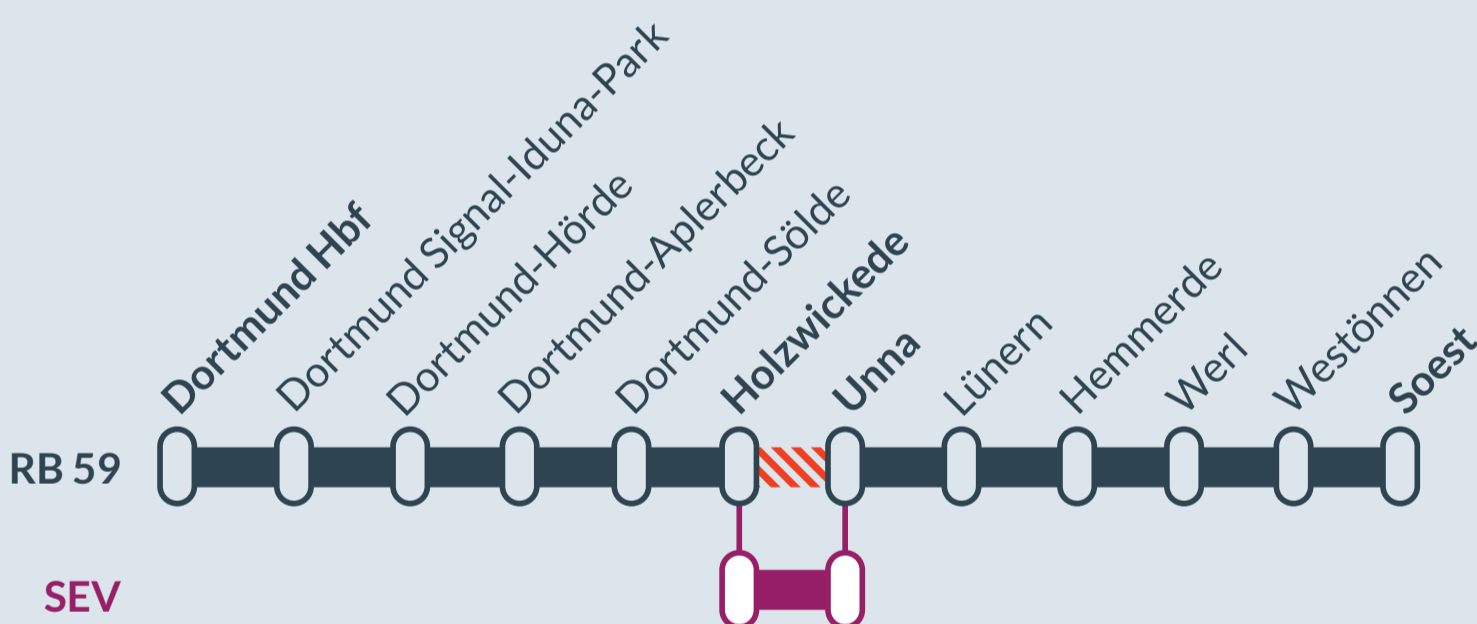 Dortmund Hbf
Dortmund Signal-Iduna-Park
Dortmund-Hörde
Dortmund-Aplerbeck
Dortmund-Sölde
Holzwickede
Unna
Lünern
Hemmerde
Werl
Westönnen
Soest
RB 59
SEV